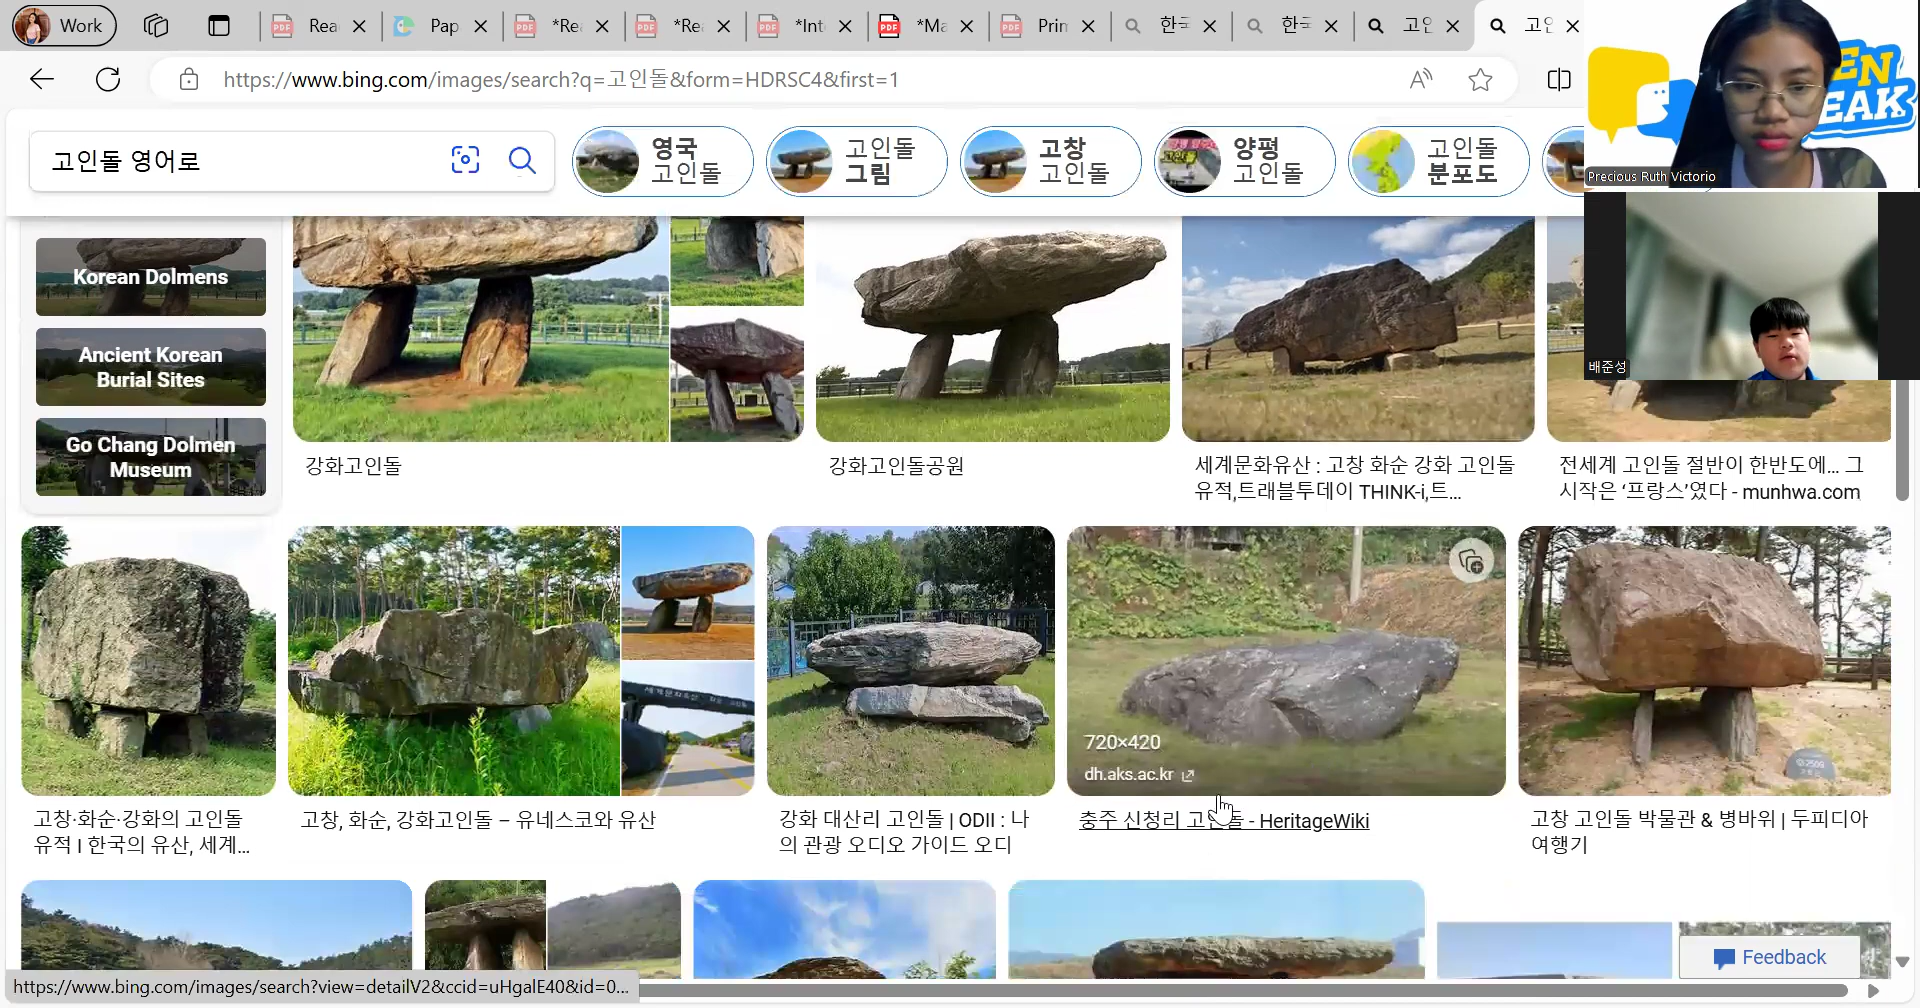 Work
Rea
Pap
*Re
*Re
*Int
*Ma
Prin
한국
한국
고인
고인
https://www.bing.com/images/search?q=고인돌&form=HDRSC4&first=1
EN
EAK
Precious Ruth Victorio
배준성
고인돌 영어로
영국
고인돌
고인돌
그림
고창
고인돌
양평
고인돌
고인돌
분포도
Korean Dolmens
Ancient Korean
Burial Sites
Go Chang Dolmen
Museum
강화고인돌
강화고인돌공원
세계문화유산 : 고창 화순 강화 고인돌
유적,트래블투데이 THINK-i,트...
전세계 고인돌 절반이 한반도에... 그
시작은 ‘프랑스’였다 - munhwa.com
720×420
dh.aks.ac.kr
고창·화순·강화의 고인돌
유적 I 한국의 유산, 세계...
고창, 화순, 강화고인돌 – 유네스코와 유산
강화 대산리 고인돌 | ODII : 나
의 관광 오디오 가이드 오디
충주 신청리 고인돌 - HeritageWiki
고창 고인돌 박물관 & 병바위 | 두피디아
여행기
Feedback
https://www.bing.com/images/search?view=detailV2&ccid=uHgalE40&id=0...